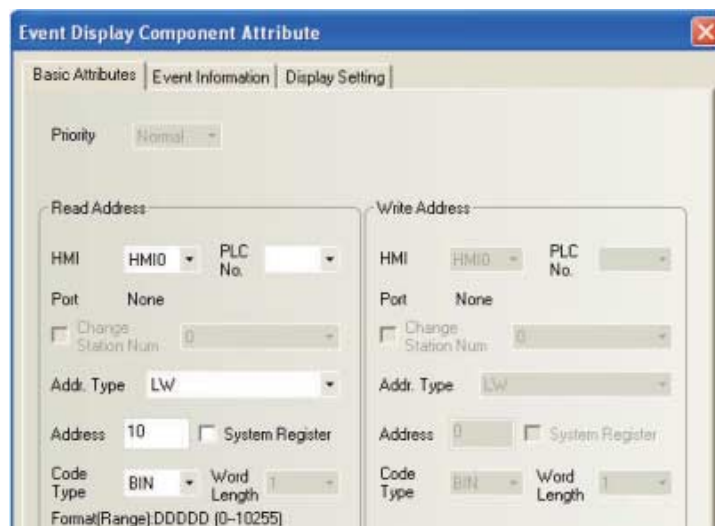 Event Display Component Attribute
Basic Attributes Event Information Display Setting
Priority Normal
Read Address
HMI HMI0 PLC No.
Port None
Change Station Num 0
Addr. Type LW
Address 10 System Register
Code Type BIN Word Length 1
Format(Range):DDDDD (0~10255)
Write Address
HMI HMI0 PLC No.
Port None
Change Station Num 0
Addr. Type LW
Address 0 System Register
Code Type BIN Word Length 1